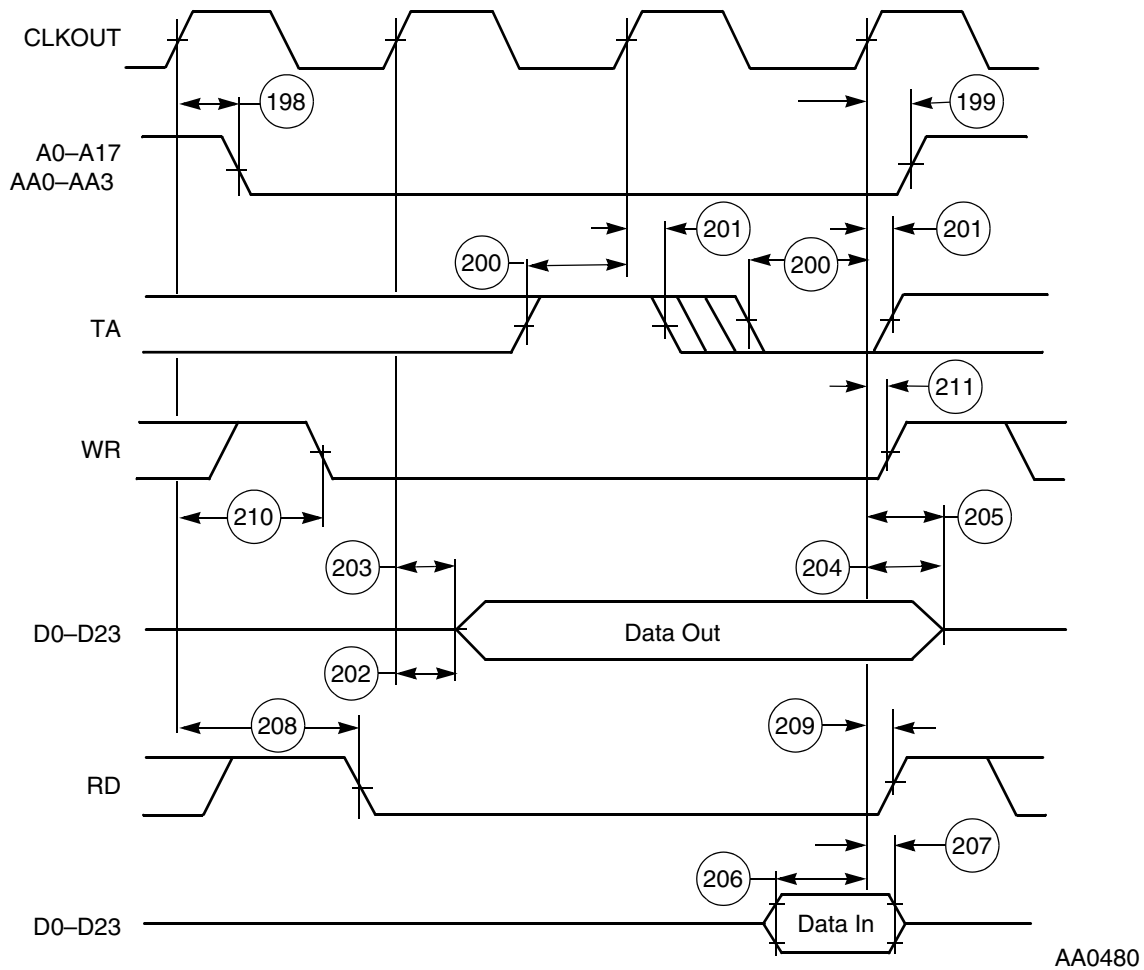 CLKOUT
198
199
A0–A17
AA0–AA3
201
201
200
200
TA
211
WR
210
205
203
204
D0–D23
Data Out
202
208
209
RD
207
206
D0–D23
Data In
AA0480